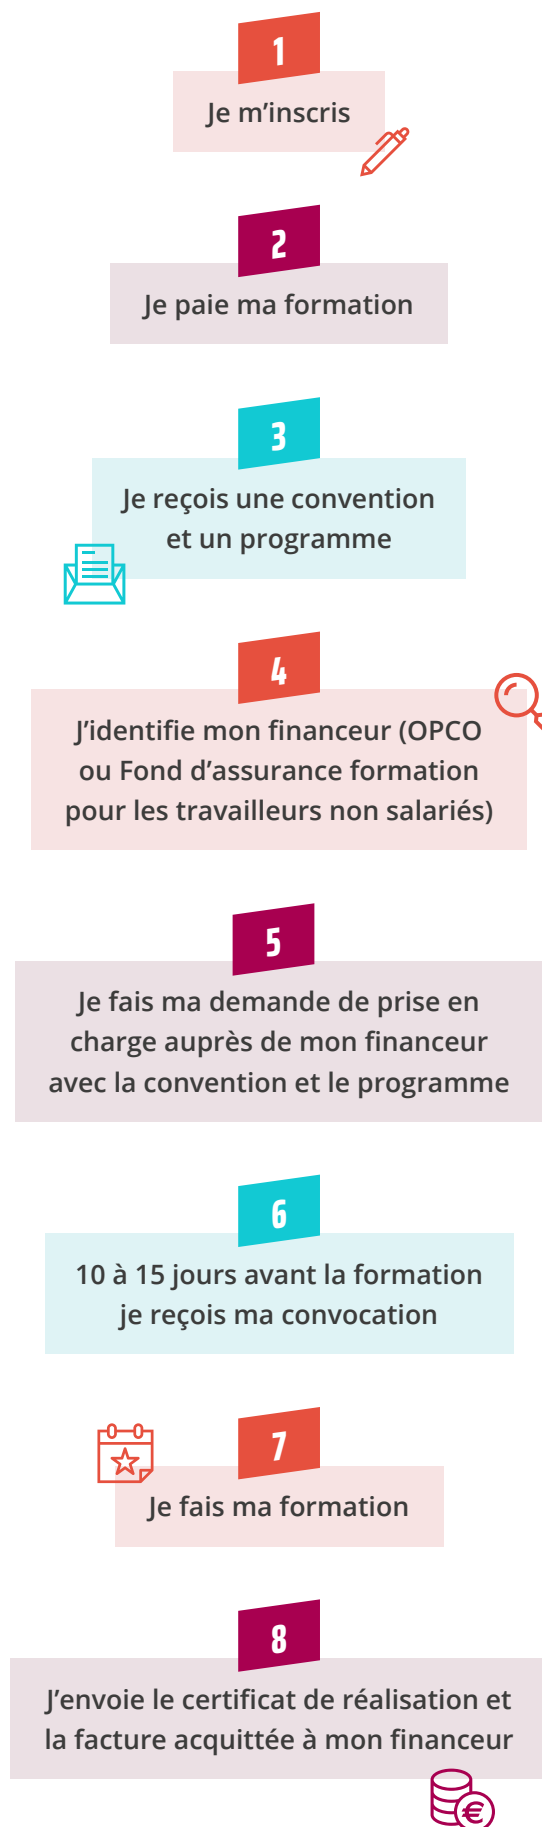 1
Je m’inscris
2
Je paie ma formation
3
Je reçois une convention
et un programme
4
J’identifie mon financeur (OPCO
ou Fond d’assurance formation
pour les travailleurs non salariés)
5
Je fais ma demande de prise en
charge auprès de mon financeur
avec la convention et le programme
6
10 à 15 jours avant la formation
je reçois ma convocation
7
Je fais ma formation
8
J’envoie le certificat de réalisation et
la facture acquittée à mon financeur
€